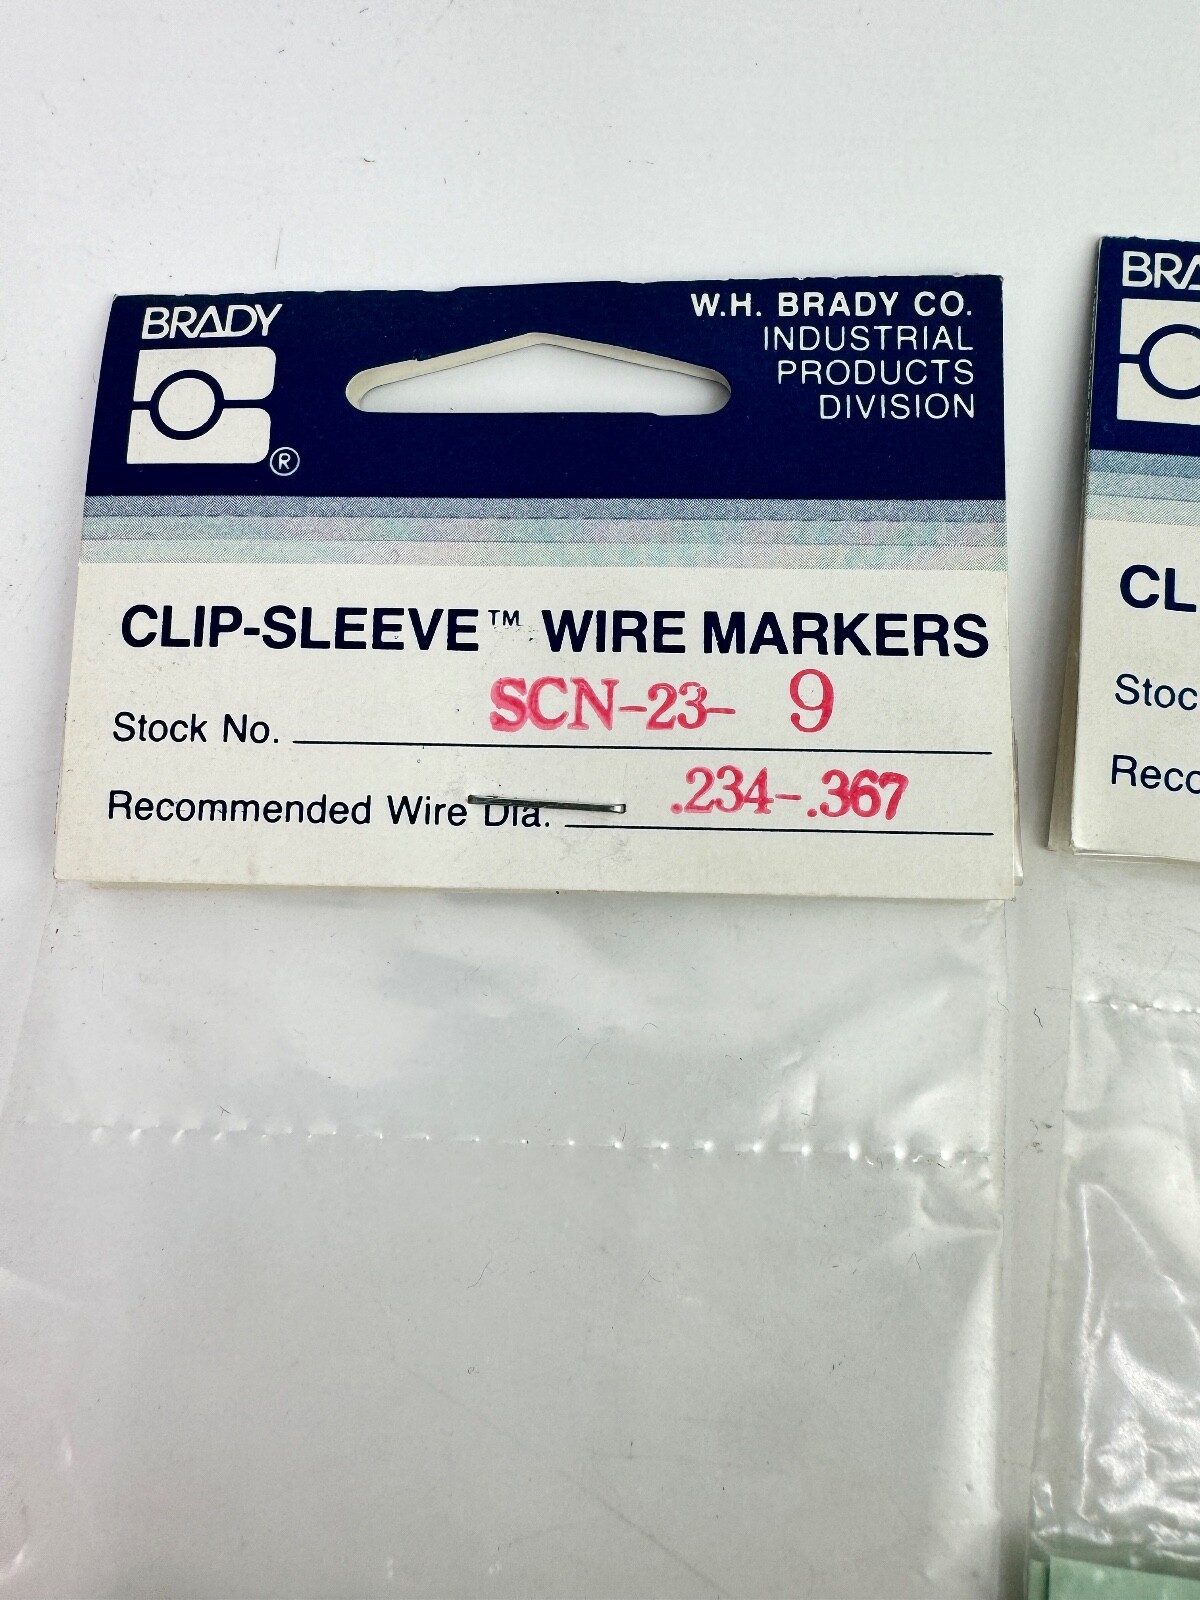 BRADY
®
W.H. BRADY CO.
INDUSTRIAL
PRODUCTS
DIVISION
CLIP-SLEEVE™ WIRE MARKERS
Stock No. SCN-23- 9
Recommended Wire Dia. .234-.367
BRA
CL
Stoc
Reco